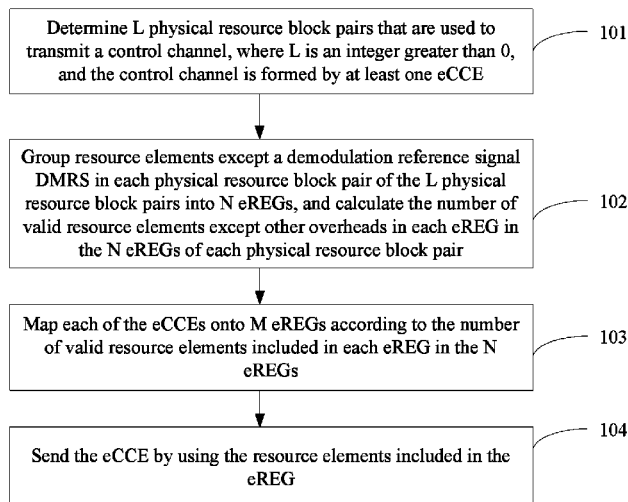 Determine L physical resource block pairs that are used to
transmit a control channel, where L is an integer greater than 0,
and the control channel is formed by at least one eCCE
101
Group resource elements except a demodulation reference signal
DMRS in each physical resource block pair of the L physical
resource block pairs into N eREGs, and calculate the number of
valid resource elements except other overheads in each eREG in
the N eREGs of each physical resource block pair
102
Map each of the eCCEs onto M eREGs according to the number
of valid resource elements included in each eREG in the N
eREGs
103
Send the eCCE by using the resource elements included in the
eREG
104